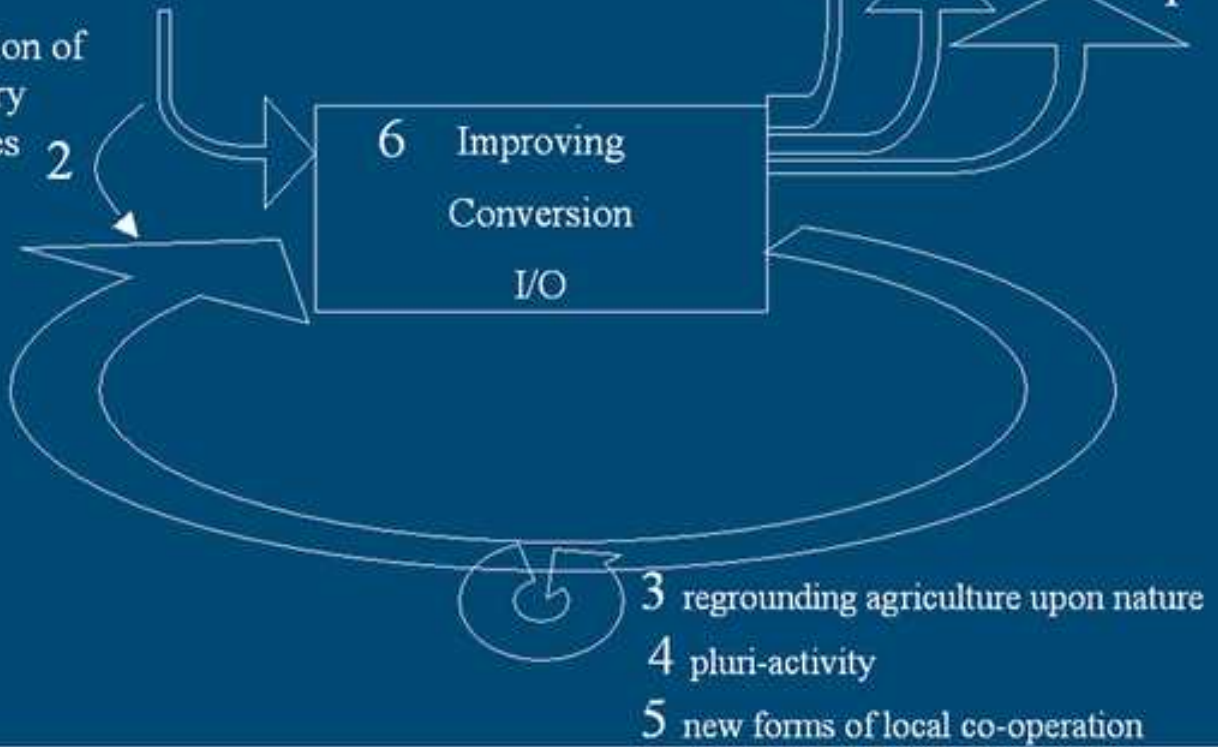 on of
ry
es 2
6 Improving
Conversion
I/O
3 regrounding agriculture upon nature
4 pluri-activity
5 new forms of local co-operation